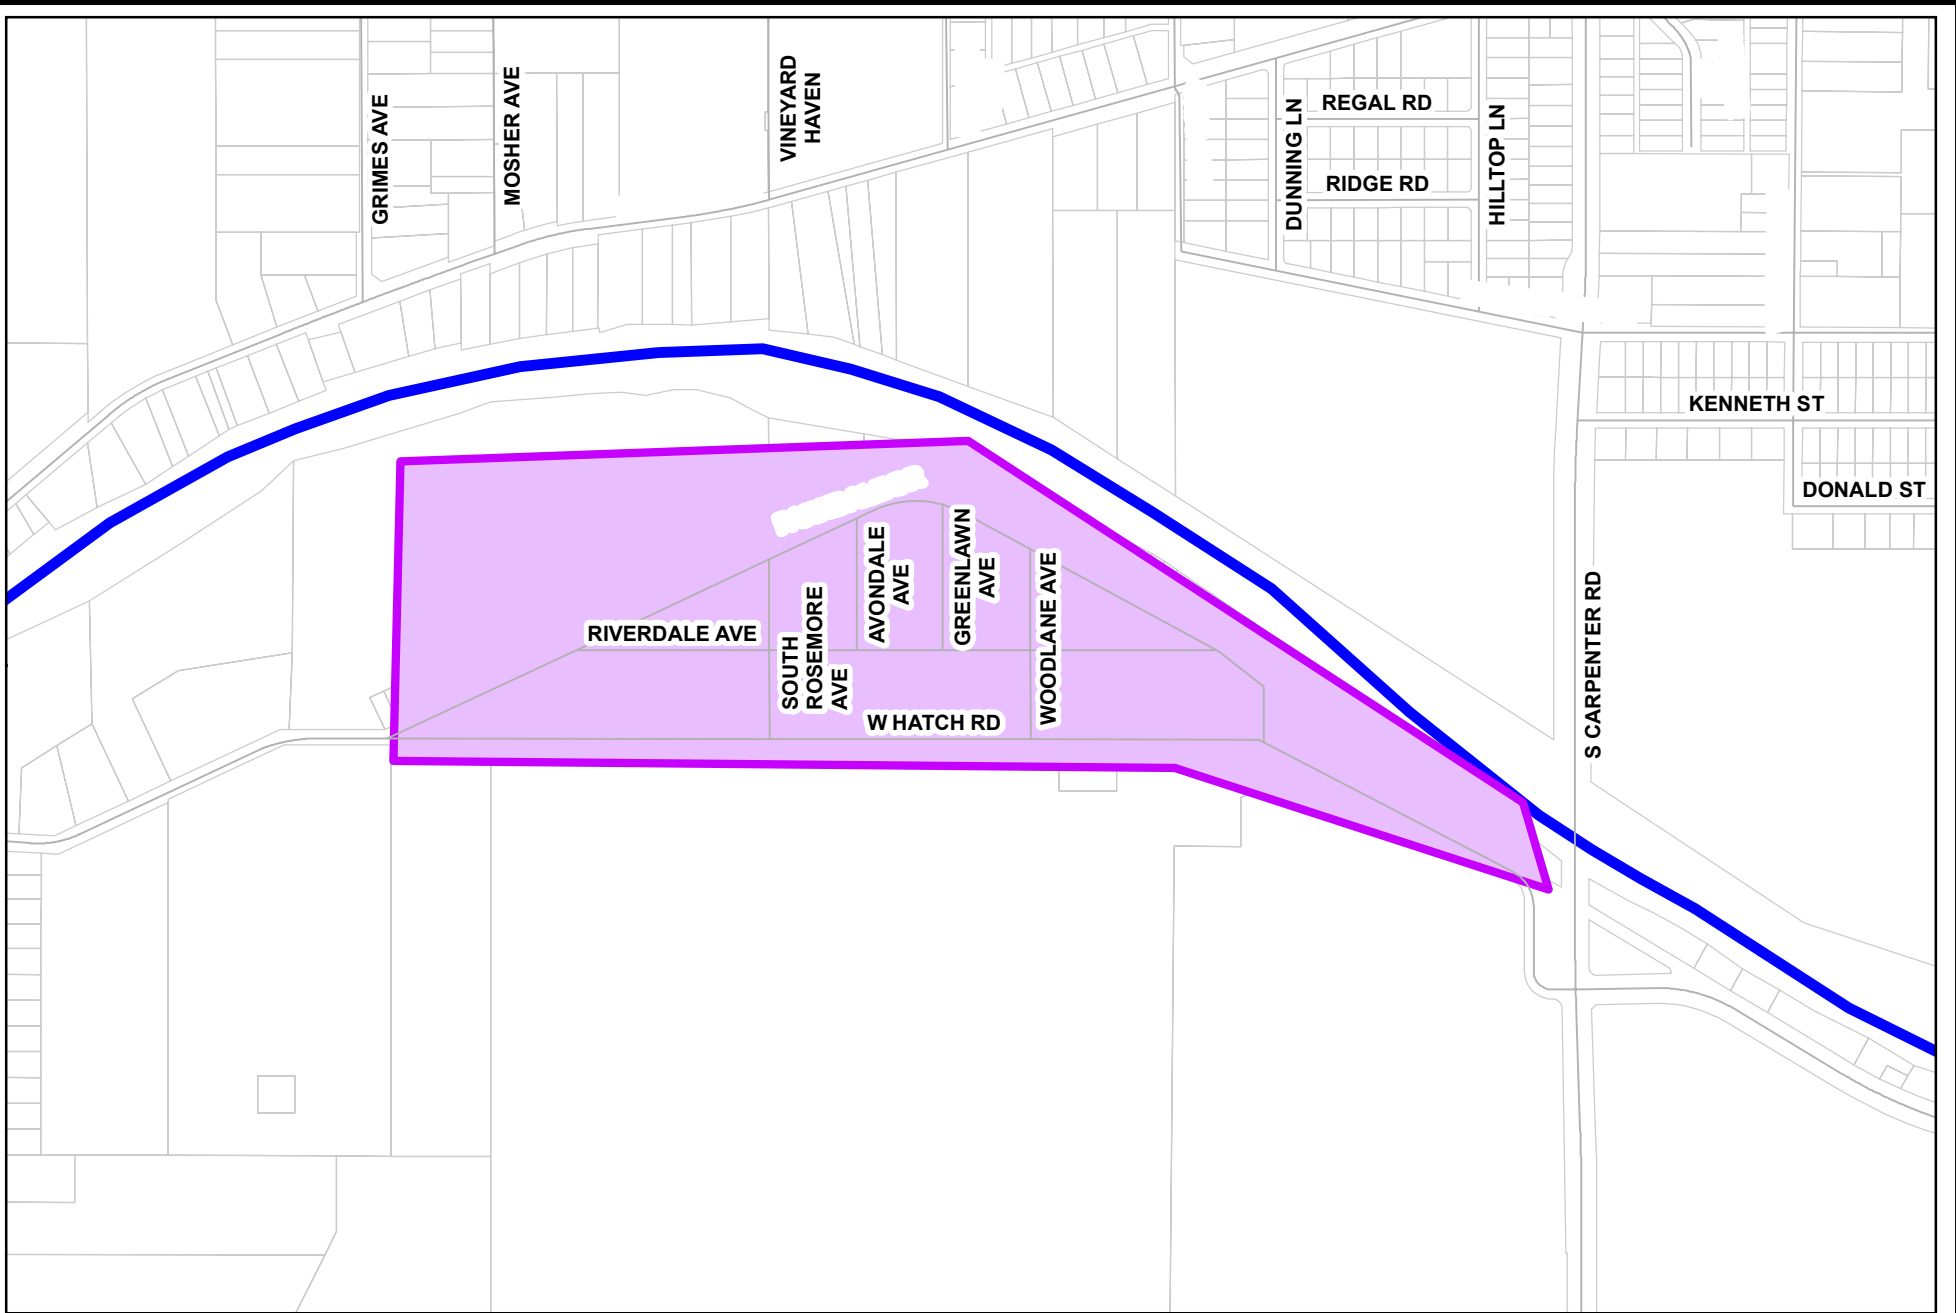 GRIMES AVE
MOSHER AVE
VINEYARD
HAVEN
DUNNING LN
REGAL RD
RIDGE RD
HILLTOP LN
KENNETH ST
DONALD ST
RIVERDALE AVE
SOUTH
ROSEMORE
AVE
AVONDALE
AVE
GREENLAWN
AVE
WOODLANE AVE
W HATCH RD
S CARPENTER RD